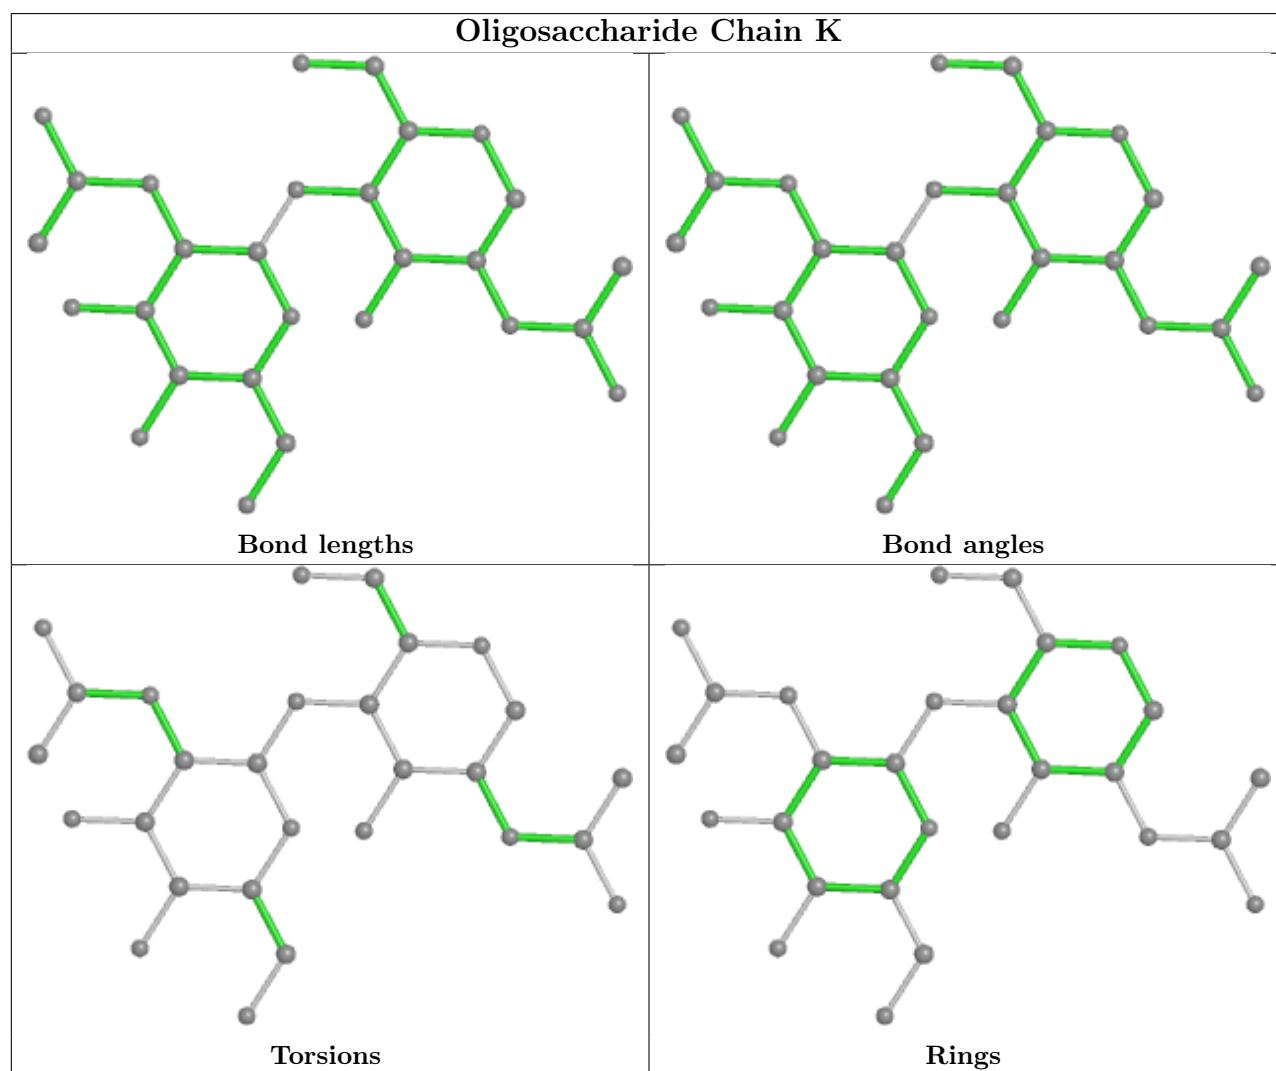 Oligosaccharide Chain K
Bond lengths
Bond angles
Torsions
Rings